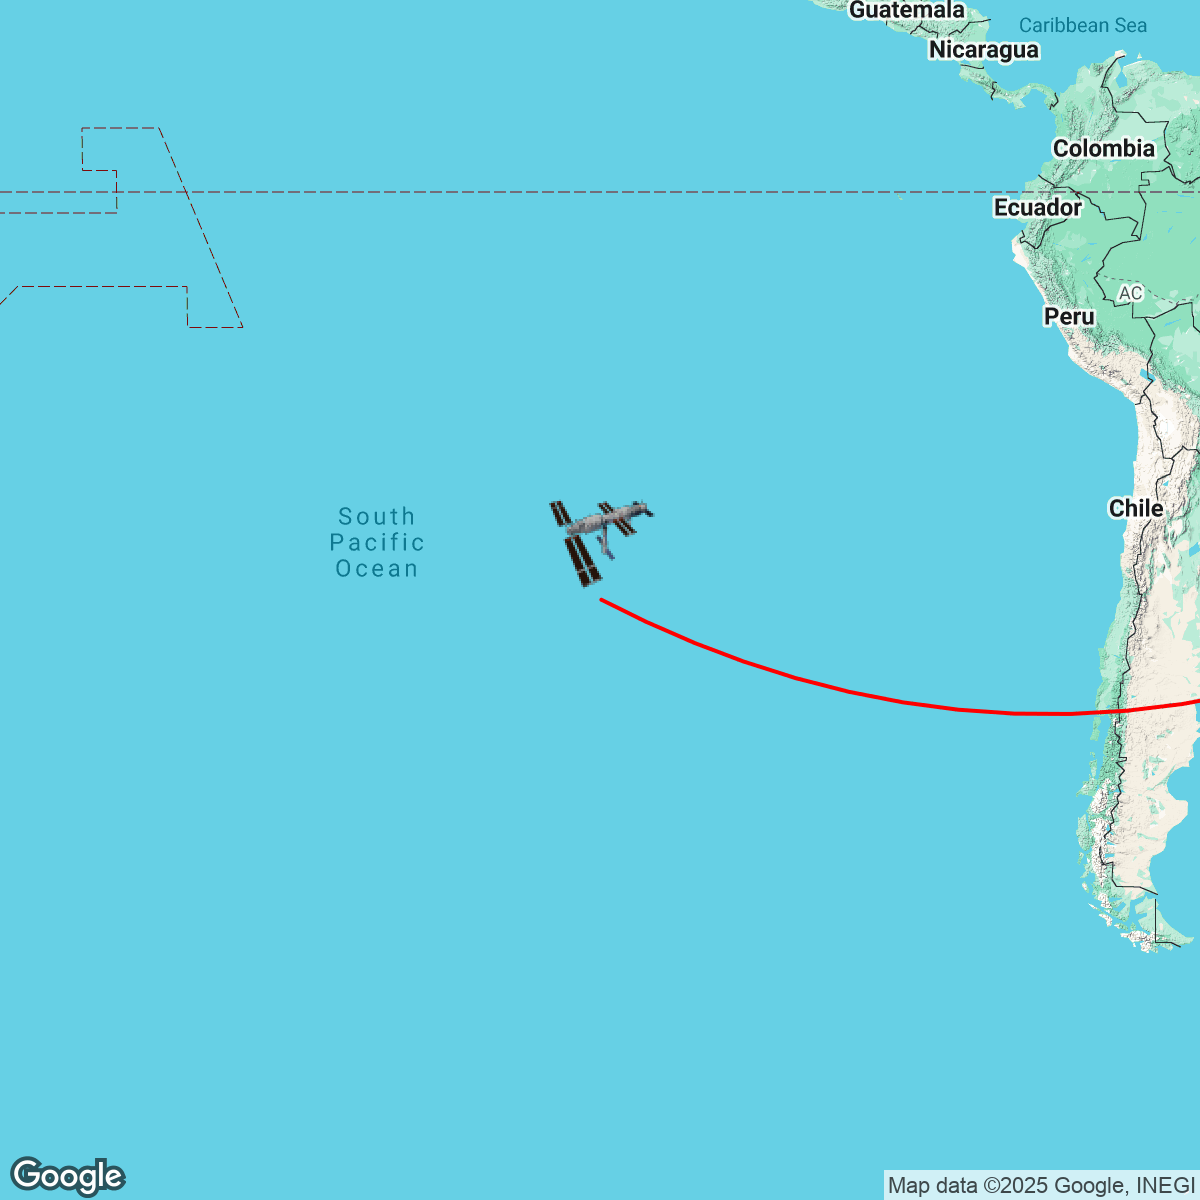 Guatemala
Caribbean Sea
Nicaragua
Colombia
Ecuador
AC
Peru
Chile
South
Pacific
Ocean
Google
Map data ©2025 Google, INEGI